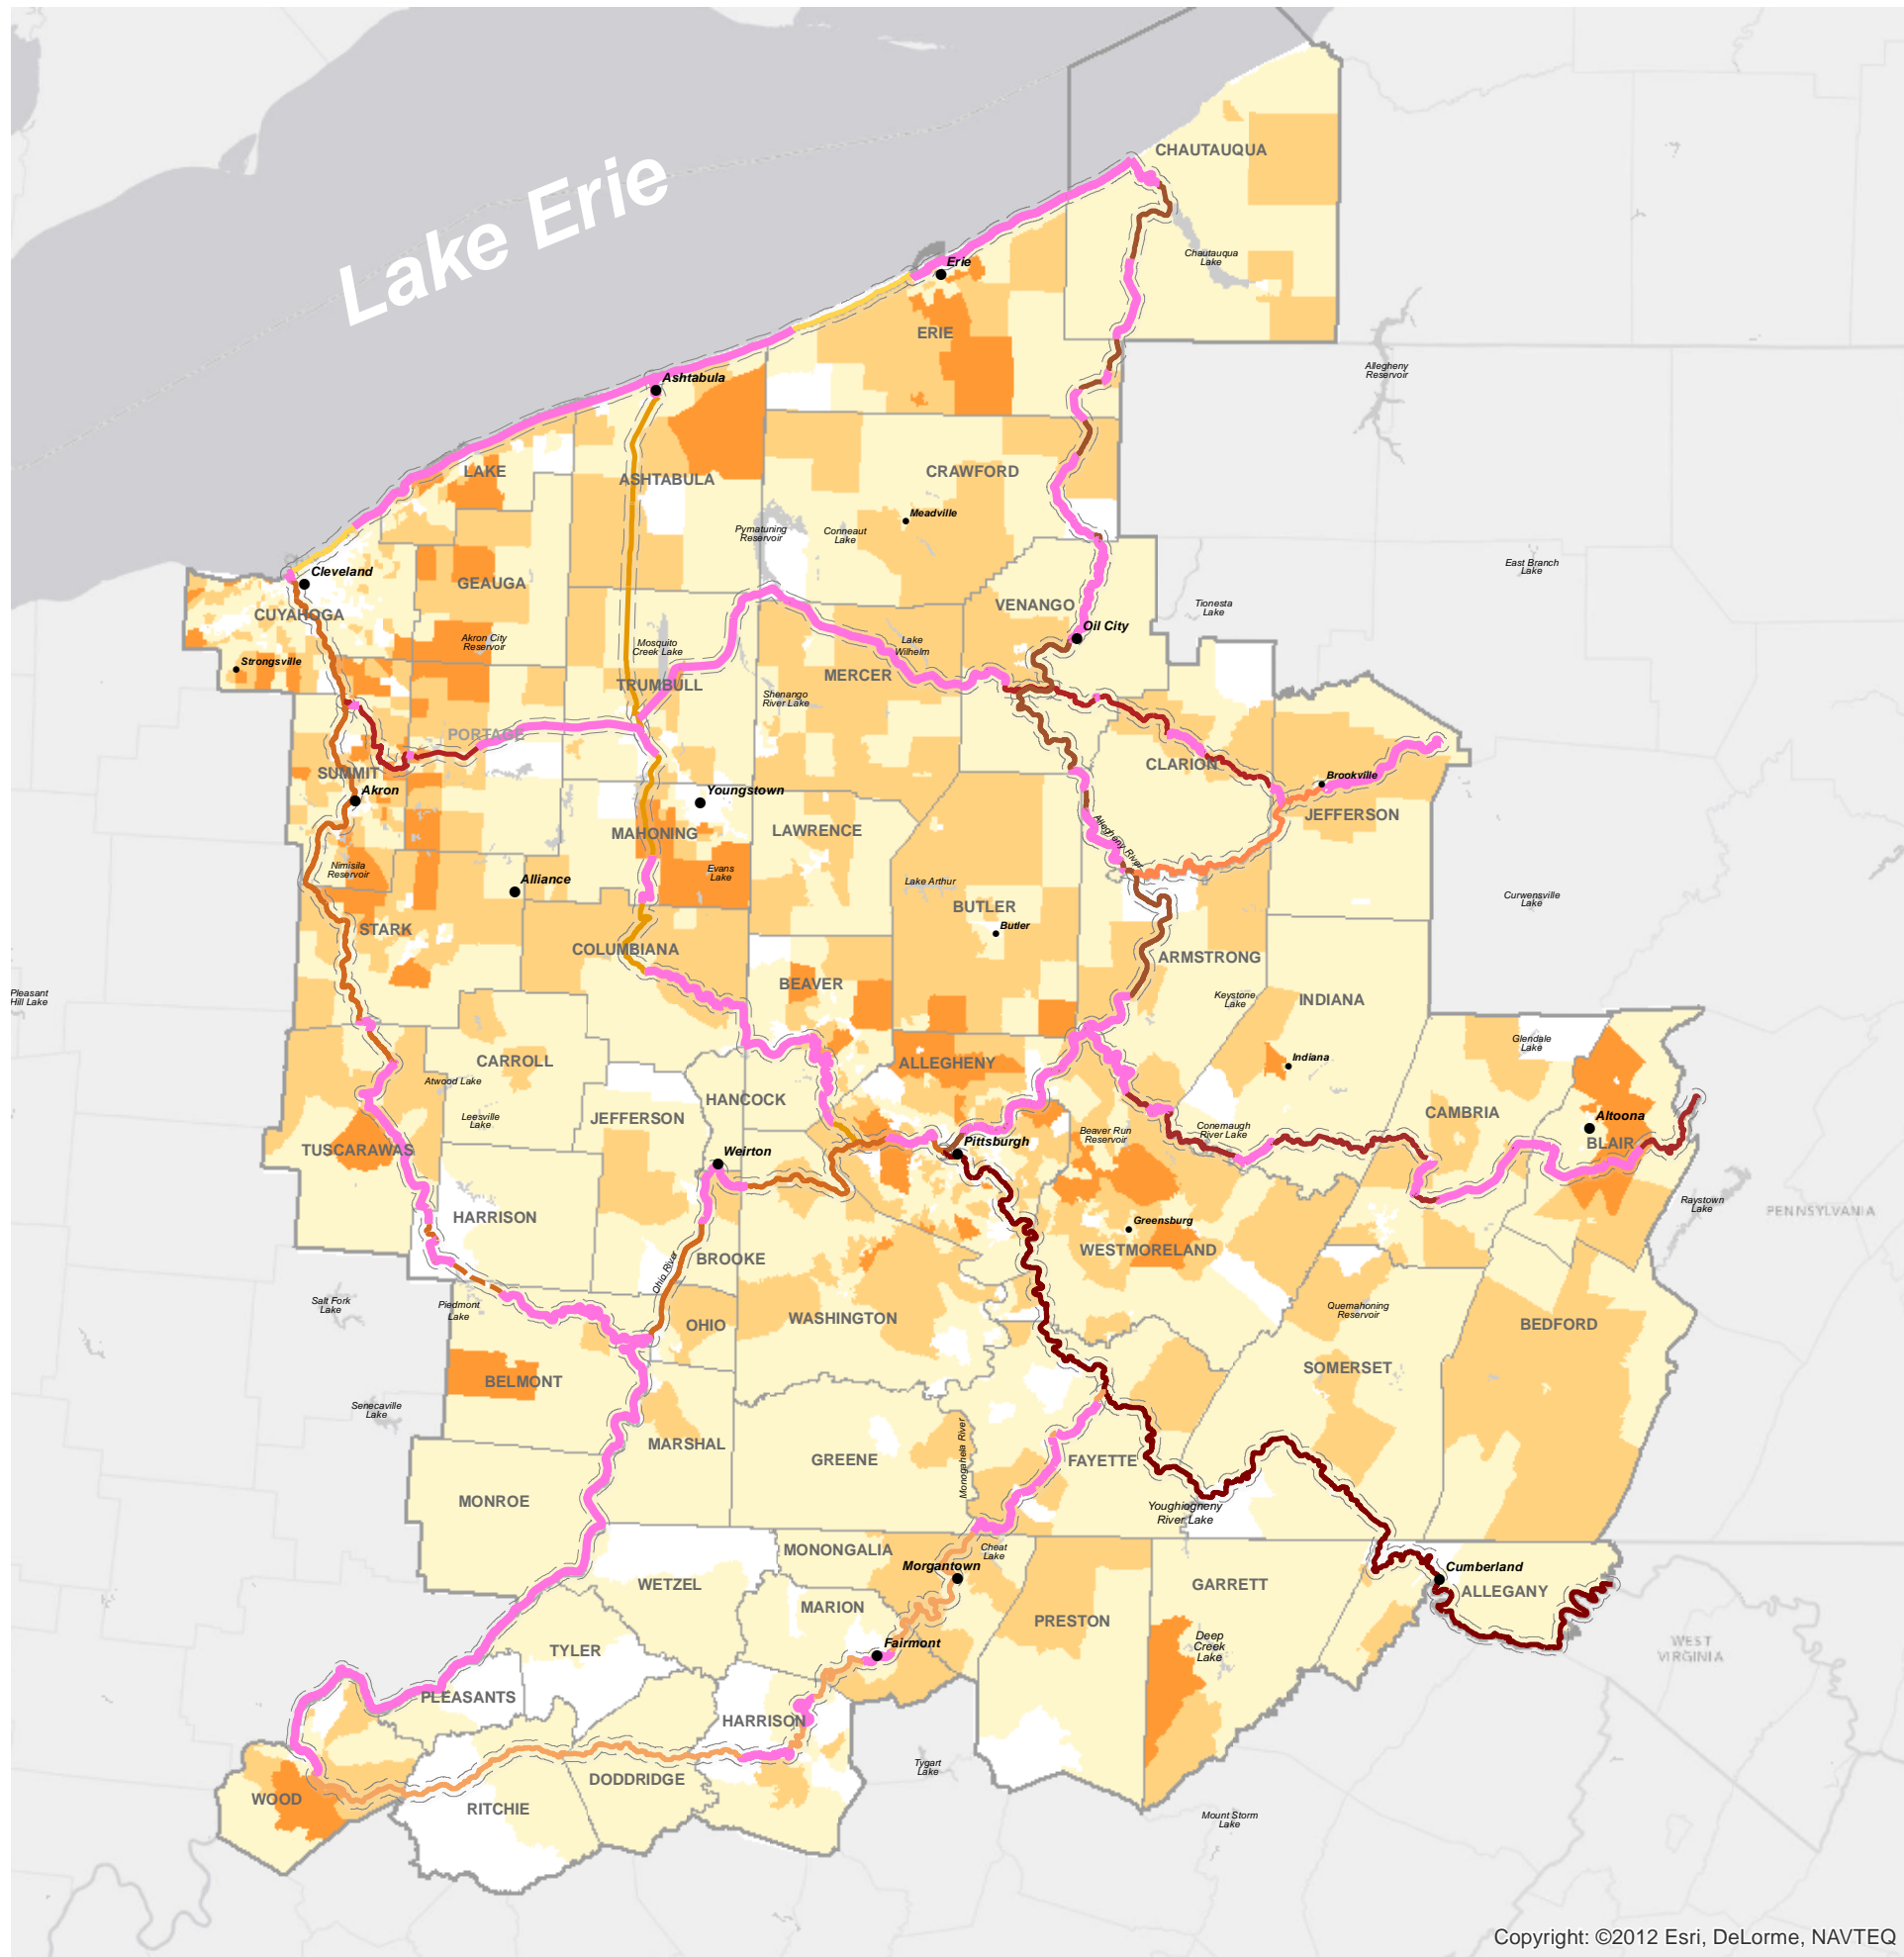 Lake Erie
CHAUTAUQUA
Chautauqua
Lake
Erie
ERIE
Allegheny
Reservoir
Ashtabula
LAKE
ASHTABULA
CRAWFORD
Meadville
Pymatuning
Reservoir
Conneaut
Lake
Cleveland
GEAUGA
East Branch
Lake
CUYAHOGA
VENANGO
Tionesta
Lake
Oil City
Akron City
Reservoir
Mosquito
Creek Lake
Lake
Wilhelm
Strongsville
TRUMBULL
MERCER
Shenango
River Lake
PORTAGE
SUMMIT
CLARION
Brookville
Akron
Youngstown
JEFFERSON
MAHONING
LAWRENCE
Allegheny River
Nimisila
Reservoir
Evans
Lake
Alliance
Lake Arthur
Curwensville
Lake
BUTLER
Butler
STARK
COLUMBIANA
ARMSTRONG
BEAVER
Pleasant
Hill Lake
Keystone
Lake
INDIANA
Glendale
Lake
CARROLL
ALLEGHENY
Indiana
Atwood Lake
HANCOCK
JEFFERSON
Leesville
Lake
CAMBRIA
Altoona
Beaver Run
Reservoir
Conemaugh
River Lake
BLAIR
TUSCARAWAS
Weirton
Pittsburgh
Raystown
Lake
PENNSYLVANIA
HARRISON
Greensburg
WESTMORELAND
BROOKE
Ohio River
Salt Fork
Lake
Piedmont
Lake
Quemahoning
Reservoir
OHIO
WASHINGTON
BEDFORD
SOMERSET
BELMONT
Senecaville
Lake
MARSHAL
GREENE
Monogahela River
FAYETTE
MONROE
Youghiogneny
River Lake
MONONGALIA
Cheat
Lake
Morgantown
Cumberland
WETZEL
GARRETT
ALLEGANY
MARION
PRESTON
Fairmont
TYLER
Deep
Creek
Lake
WEST
VIRGINIA
PLEASANTS
HARRISON
Tygart
Lake
DODDRIDGE
WOOD
RITCHIE
Mount Storm
Lake
Copyright: ©2012 Esri, DeLorme, NAVTEQ